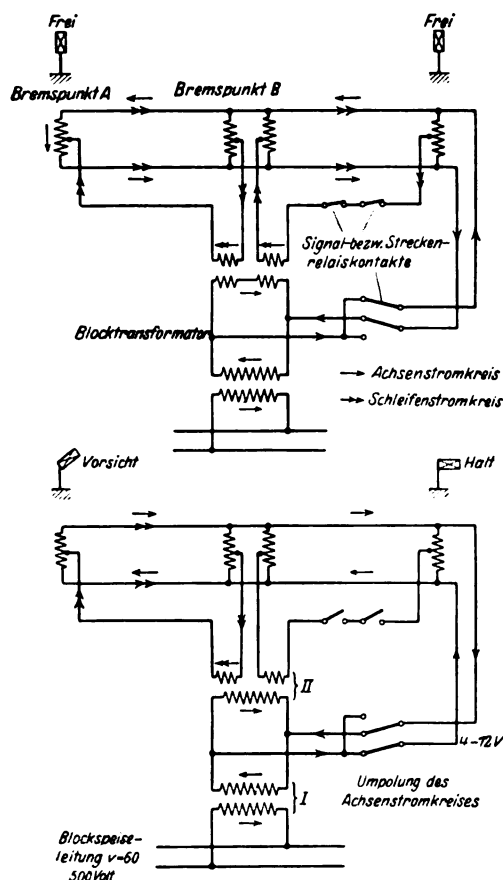 Frei
Frei
Bremspunkt A
Bremspunkt B
Signal-bezw. Strecken-
relaiskontakte
Blocktransformator
Achsenstromkreis
Schleifenstromkreis
Vorsicht
Halt
II
4-12V
I
Umpolung des
Achsenstromkreises
Blockspeise-
leitung v=60
500 Volt